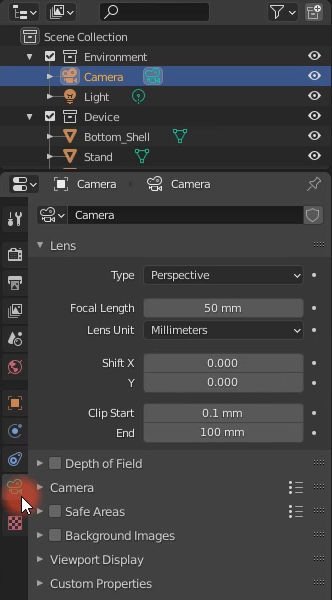 Scene Collection
Environment
Camera
Light
Device
Bottom_Shell
Stand
Camera Camera
Camera
Lens
Type Perspective
Focal Length 50 mm
Lens Unit Millimeters
Shift X 0.000
Y 0.000
Clip Start 0.1 mm
End 100 mm
Depth of Field
Camera
Safe Areas
Background Images
Viewport Display
Custom Properties